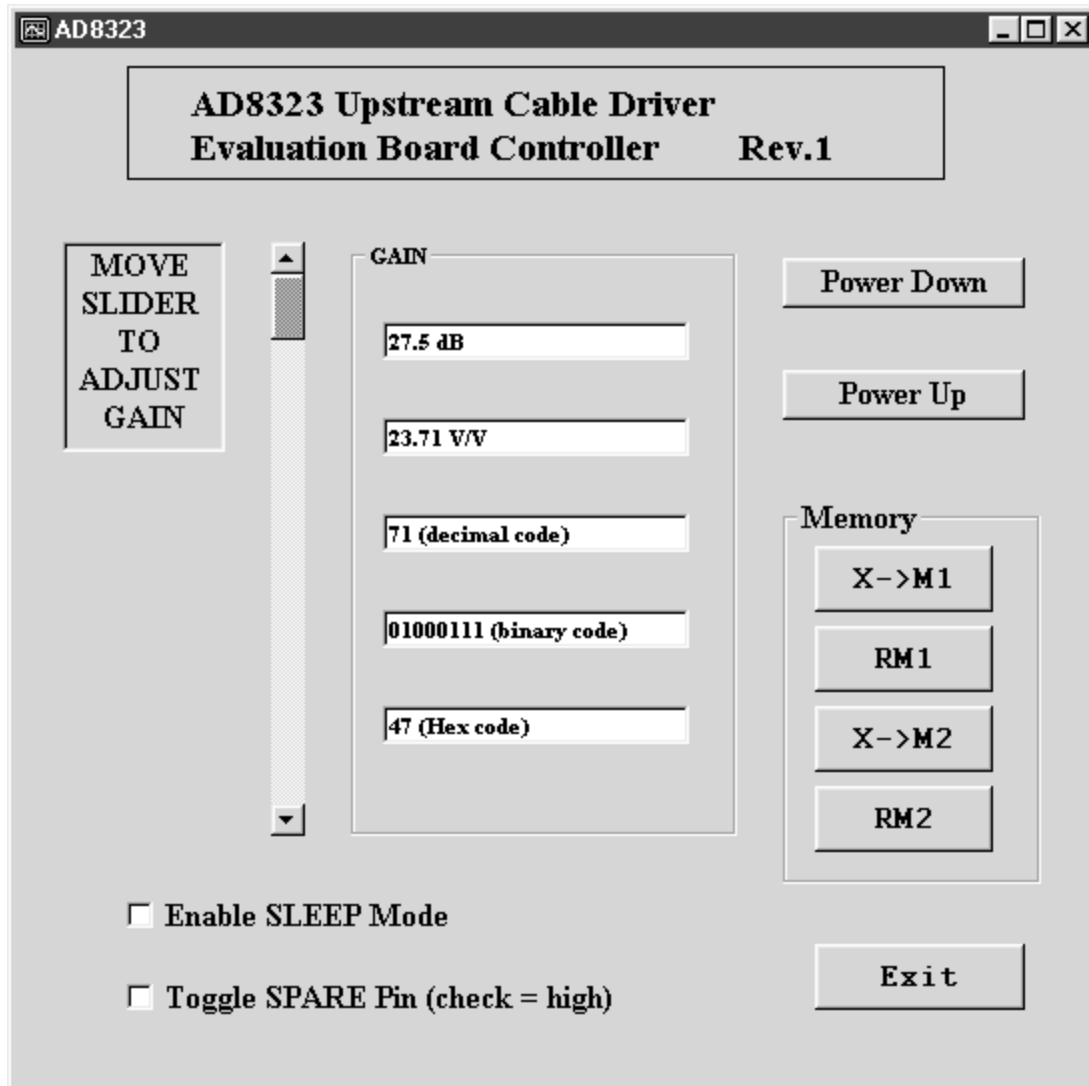 AD8323
AD8323 Upstream Cable Driver
Evaluation Board Controller Rev.1
MOVE
SLIDER
TO
ADJUST
GAIN
GAIN
27.5 dB
23.71 V/V
71 (decimal code)
01000111 (binary code)
47 (Hex code)
Power Down
Power Up
Memory
X->M1
RM1
X->M2
RM2
Enable SLEEP Mode
Toggle SPARE Pin (check = high)
Exit